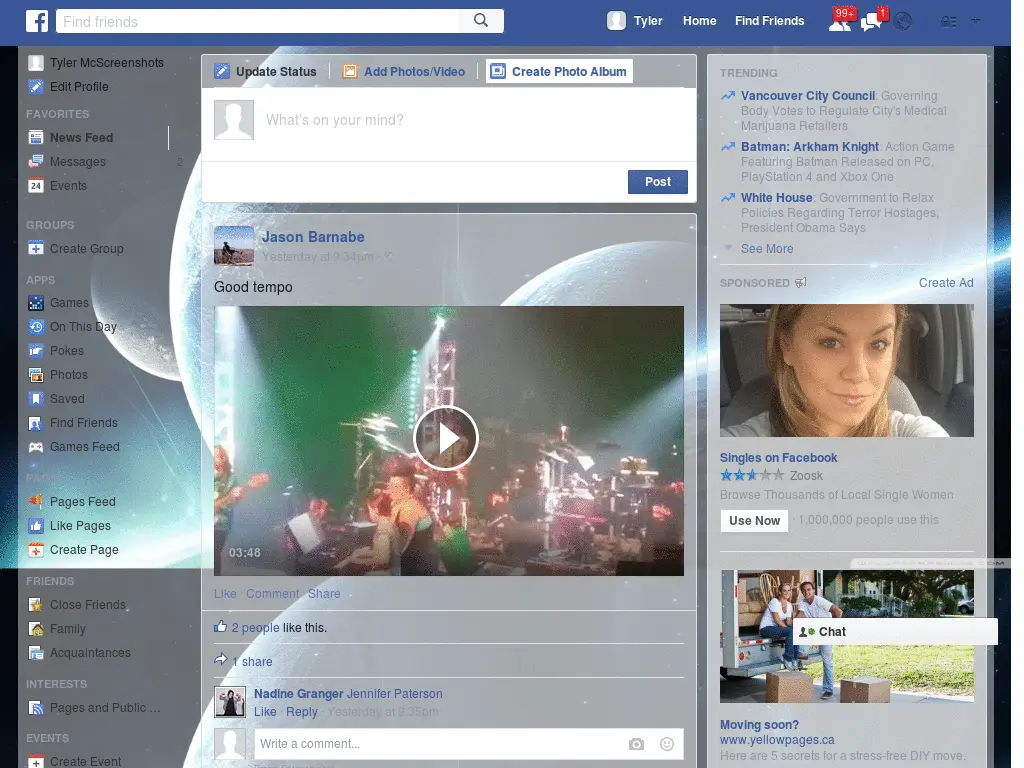 Find friends
Tyler
Home
Find Friends
99+
1
Tyler McScreenshots
Edit Profile
FAVORITES
News Feed
Messages
2
24 Events
GROUPS
Create Group
APPS
Games
On This Day
Pokes
Photos
Saved
Find Friends
Games Feed
Pages Feed
Like Pages
Create Page
FRIENDS
Close Friends
Family
Acquaintances
INTERESTS
Pages and Public ...
EVENTS
Create Event
Update Status
Add Photos/Video
Create Photo Album
What's on your mind?
Post
Jason Barnabe
Yesterday at 9:34pm ·
Good tempo
03:48
Like · Comment · Share
2 people like this.
1 share
Nadine Granger Jennifer Paterson
Like · Reply · Yesterday at 9:35pm
Write a comment...
TRENDING
Vancouver City Council: Governing
Body Votes to Regulate City's Medical
Marijuana Retailers
Batman: Arkham Knight: Action Game
Featuring Batman Released on PC,
PlayStation 4 and Xbox One
White House: Government to Relax
Policies Regarding Terror Hostages,
President Obama Says
See More
SPONSORED
Create Ad
Singles on Facebook
Zoosk
Browse Thousands of Local Single Women
Use Now · 1,000,000 people use this
Chat
Moving soon?
www.yellowpages.ca
Here are 5 secrets for a stress-free DIY move.